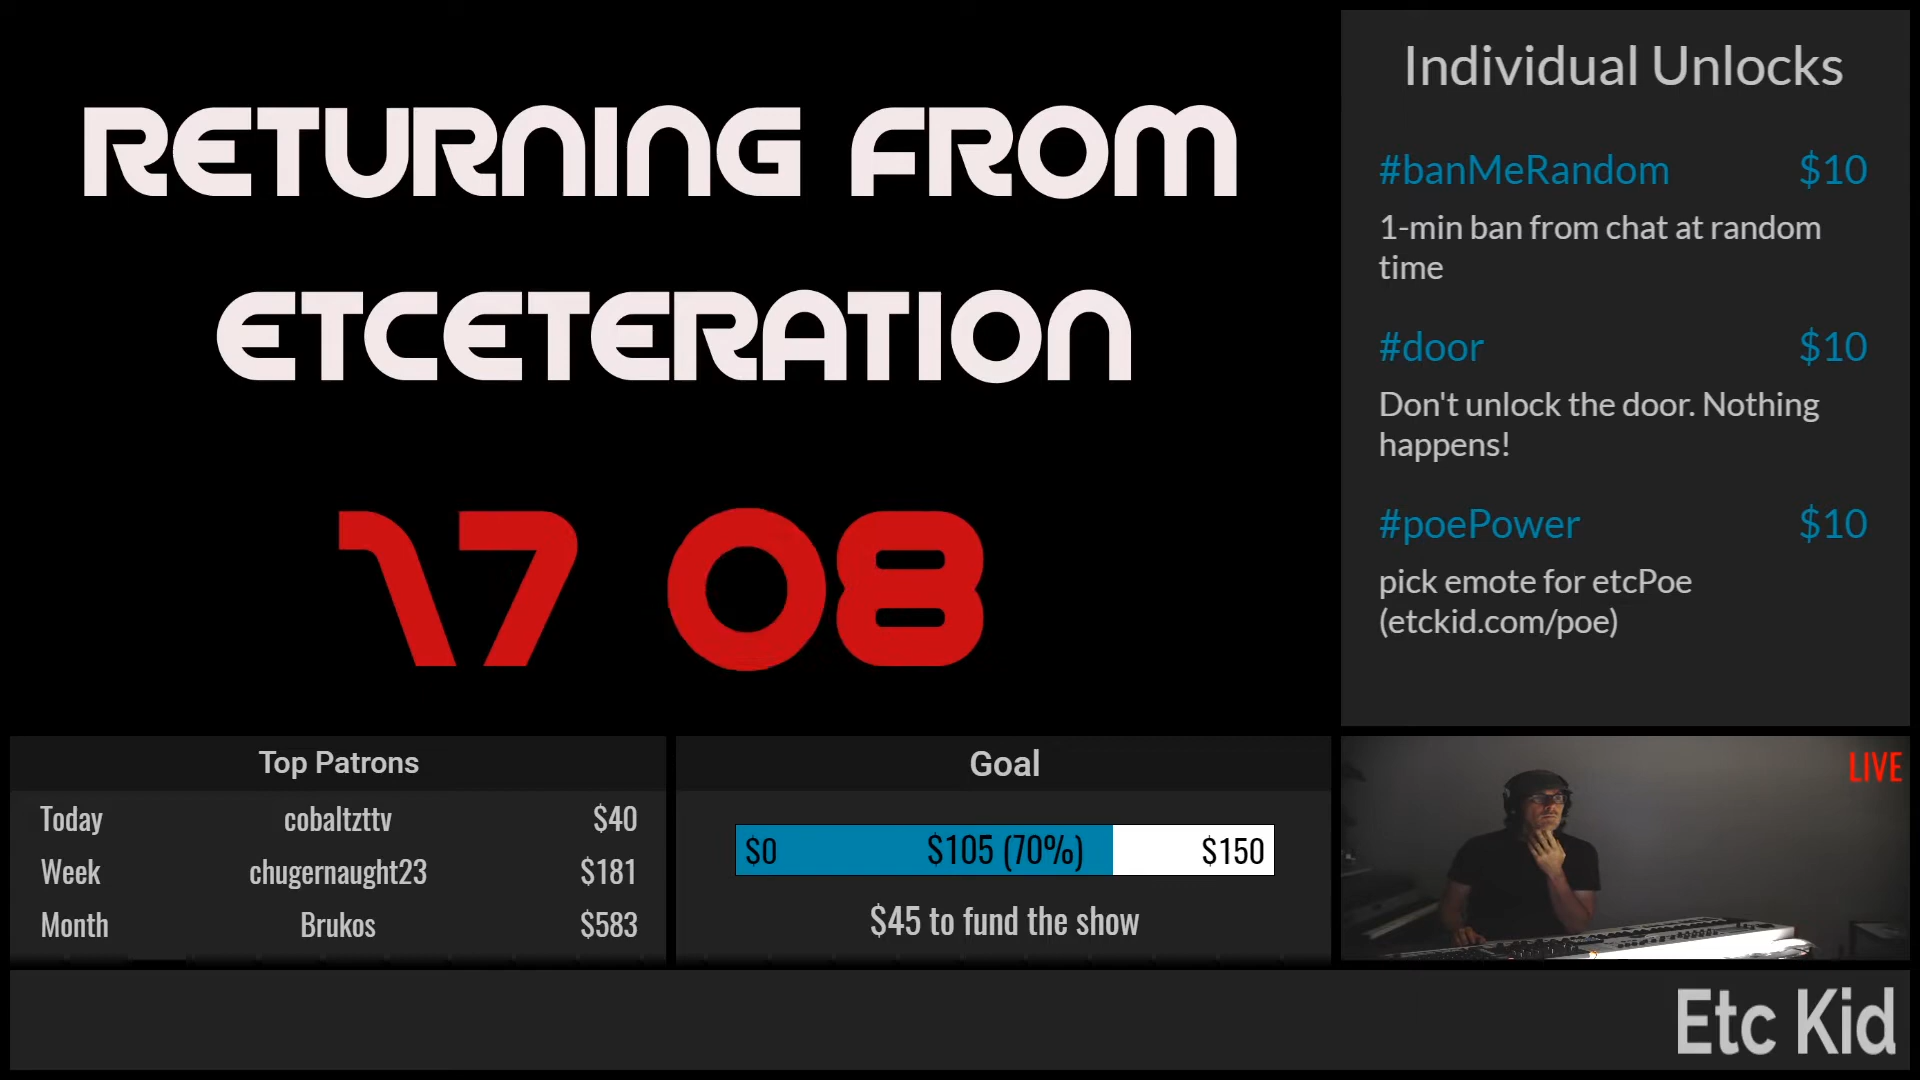 RETURNING FROM
ETCETERATION
17 08
Individual Unlocks
#banMeRandom $10
1-min ban from chat at random
time
#door $10
Don't unlock the door. Nothing
happens!
#poePower $10
pick emote for etcPoe
(etckid.com/poe)
Top Patrons
Today cobaltzttv $40
Week chugernaught23 $181
Month Brukos $583
Goal
$0 $105 (70%) $150
$45 to fund the show
LIVE
Etc Kid